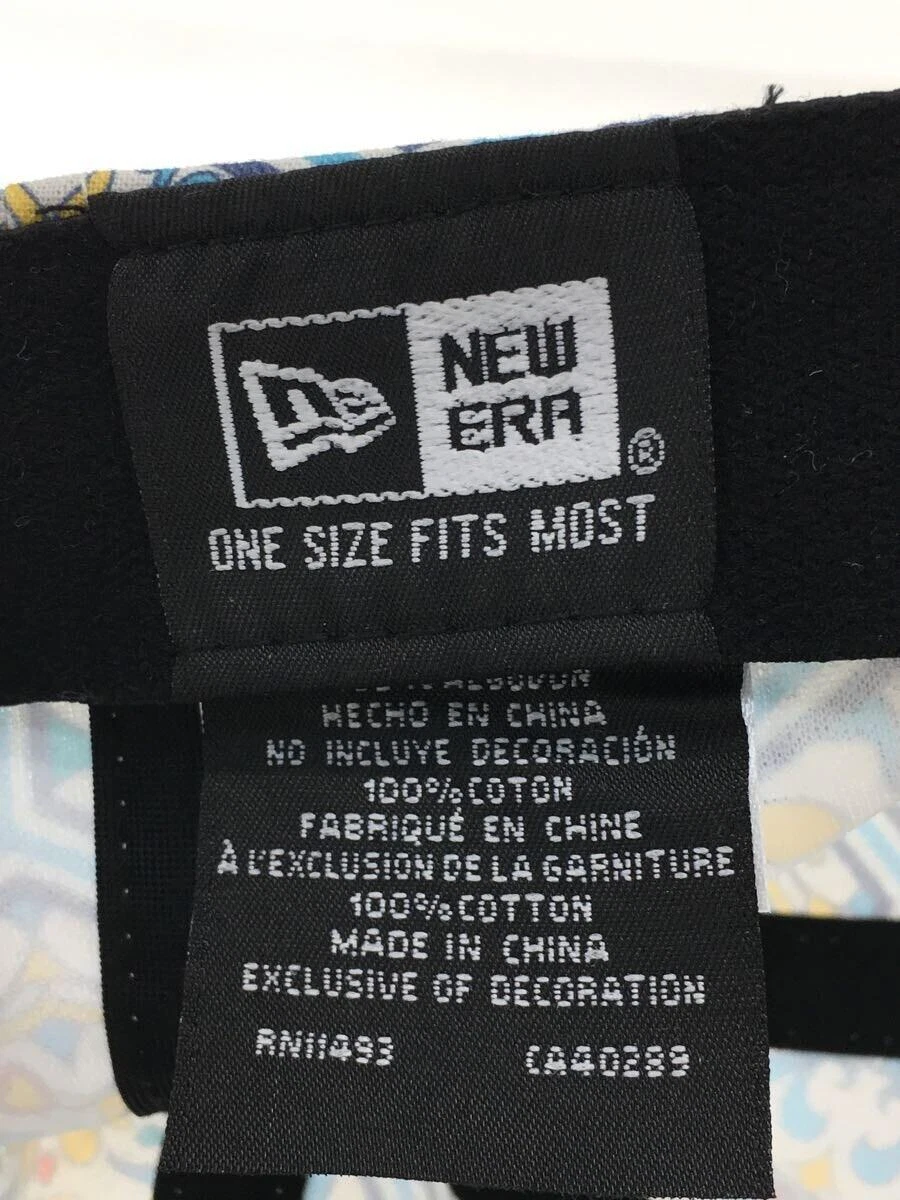 NEW
ERA
®
ONE SIZE FITS MOST
ALGODÓN
HECHO EN CHINA
NO INCLUYE DECORACIÓN
100% COTON
FABRIQUÉ EN CHINE
À L'EXCLUSION DE LA GARNITURE
100% COTTON
MADE IN CHINA
EXCLUSIVE OF DECORATION
RN11493 CA40289